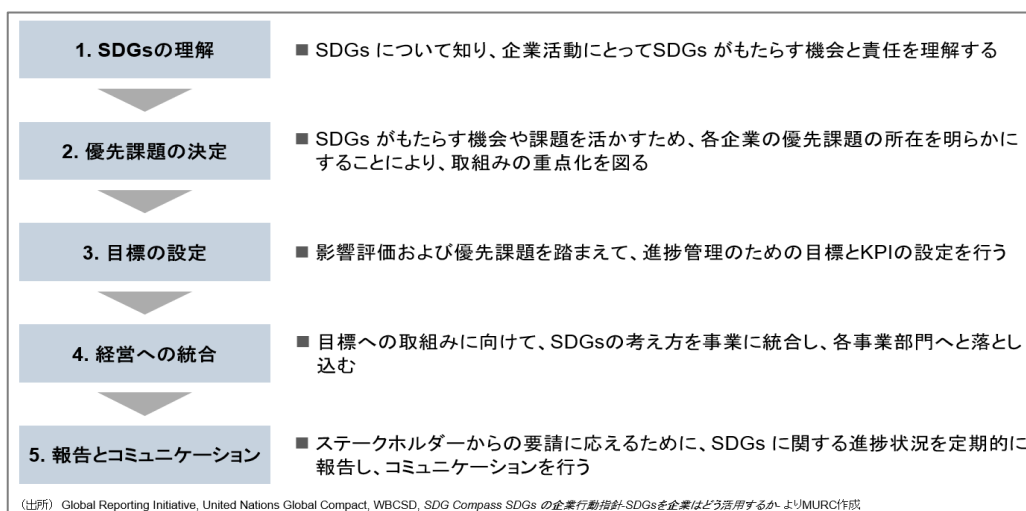 1. SDGsの理解
■ SDGs について知り、企業活動にとってSDGs がもたらす機会と責任を理解する
2. 優先課題の決定
■ SDGs がもたらす機会や課題を活かすため、各企業の優先課題の所在を明らかに
することにより、取組みの重点化を図る
3. 目標の設定
■ 影響評価および優先課題を踏まえて、進捗管理のための目標とKPIの設定を行う
4. 経営への統合
■ 目標への取組みに向けて、SDGsの考え方を事業に統合し、各事業部門へと落とし
込む
5. 報告とコミュニケーション
■ ステークホルダーからの要請に応えるために、SDGs に関する進捗状況を定期的に
報告し、コミュニケーションを行う
（出所） Global Reporting Initiative, United Nations Global Compact, WBCSD, SDG Compass SDGs の企業行動指針-SDGsを企業はどう活用するか- よりMURC作成